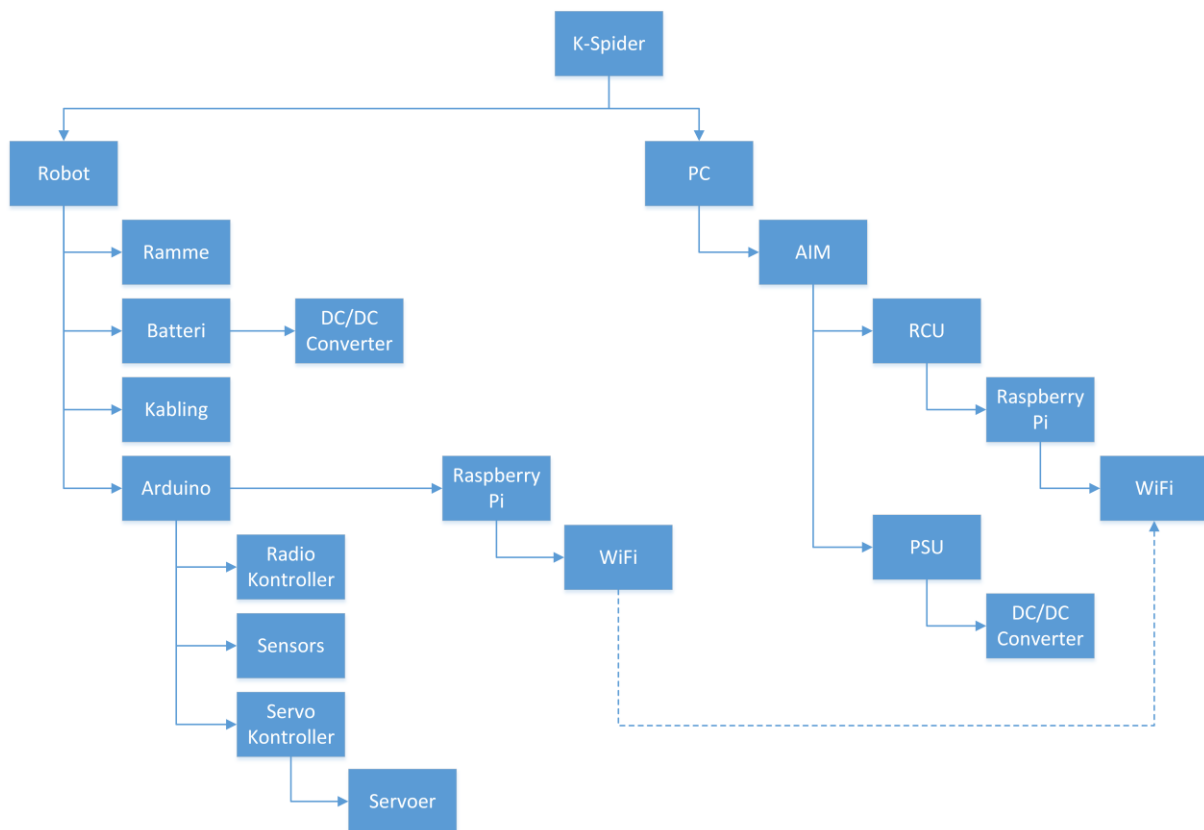 K-Spider
Robot
PC
Ramme
AIM
Batteri
DC/DC
Converter
RCU
Kabling
Raspberry
Pi
Arduino
Raspberry
Pi
WiFi
Radio
Kontroller
WiFi
PSU
Sensors
DC/DC
Converter
Servo
Kontroller
Servoer